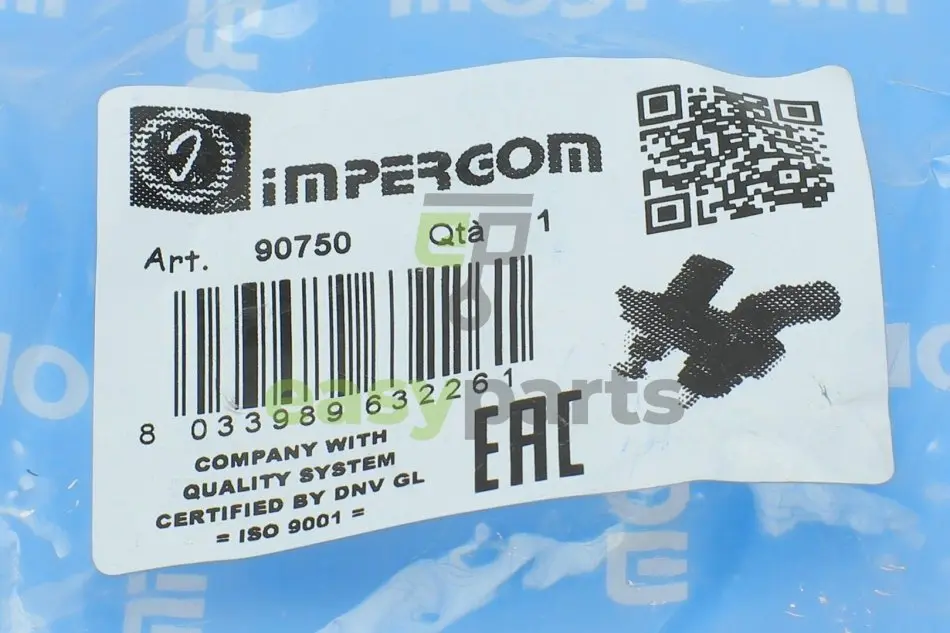 impergom
Art. 90750 Qtà 1
8 033989 632261
easyparts
COMPANY WITH
QUALITY SYSTEM
CERTIFIED BY DNV GL
= ISO 9001 =
EAC